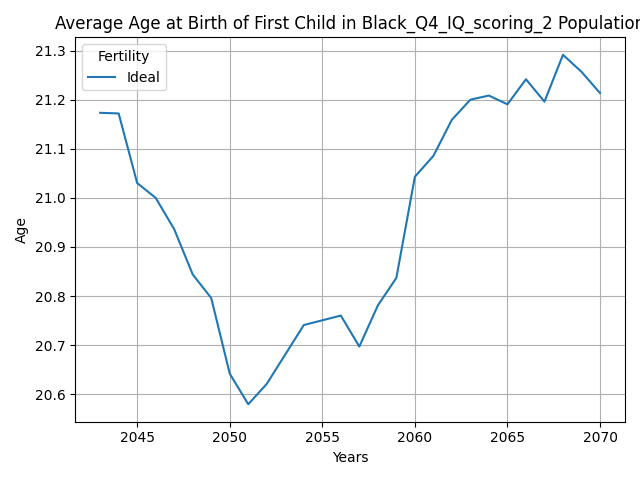 Average Age at Birth of First Child in Black_Q4_IQ_scoring_2 Population
Fertility
Ideal
21.3
21.2
21.1
21.0
20.9
20.8
20.7
20.6
Age
2045 2050 2055 2060 2065 2070
Years